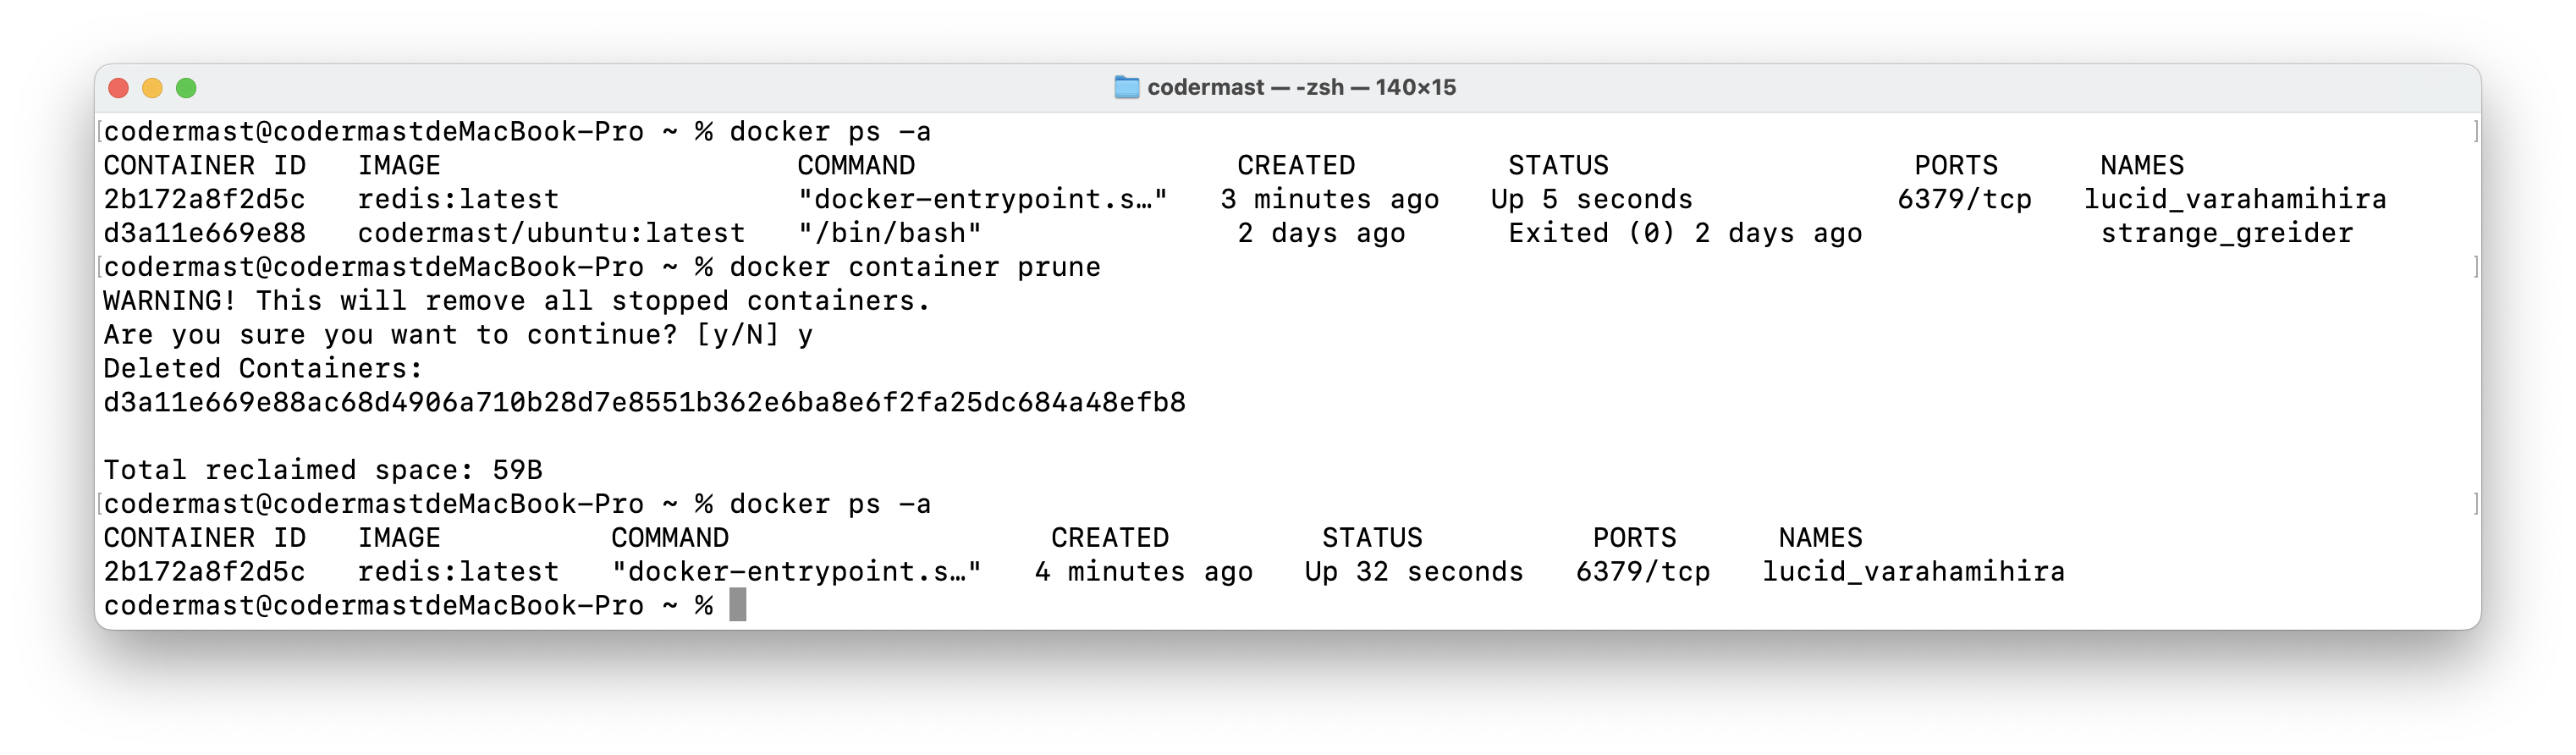 codermast — -zsh — 140×15
codermast@codermastdeMacBook-Pro ~ % docker ps -a
CONTAINER ID   IMAGE                     COMMAND                   CREATED         STATUS                  PORTS      NAMES
2b172a8f2d5c   redis:latest              "docker-entrypoint.s…"   3 minutes ago   Up 5 seconds            6379/tcp   lucid_varahamihira
d3a11e669e88   codermast/ubuntu:latest   "/bin/bash"               2 days ago      Exited (0) 2 days ago              strange_greider
codermast@codermastdeMacBook-Pro ~ % docker container prune
WARNING! This will remove all stopped containers.
Are you sure you want to continue? [y/N] y
Deleted Containers:
d3a11e669e88ac68d4906a710b28d7e8551b362e6ba8e6f2fa25dc684a48efb8
Total reclaimed space: 59B
codermast@codermastdeMacBook-Pro ~ % docker ps -a
CONTAINER ID   IMAGE          COMMAND                   CREATED         STATUS          PORTS      NAMES
2b172a8f2d5c   redis:latest   "docker-entrypoint.s…"   4 minutes ago   Up 32 seconds   6379/tcp   lucid_varahamihira
codermast@codermastdeMacBook-Pro ~ %